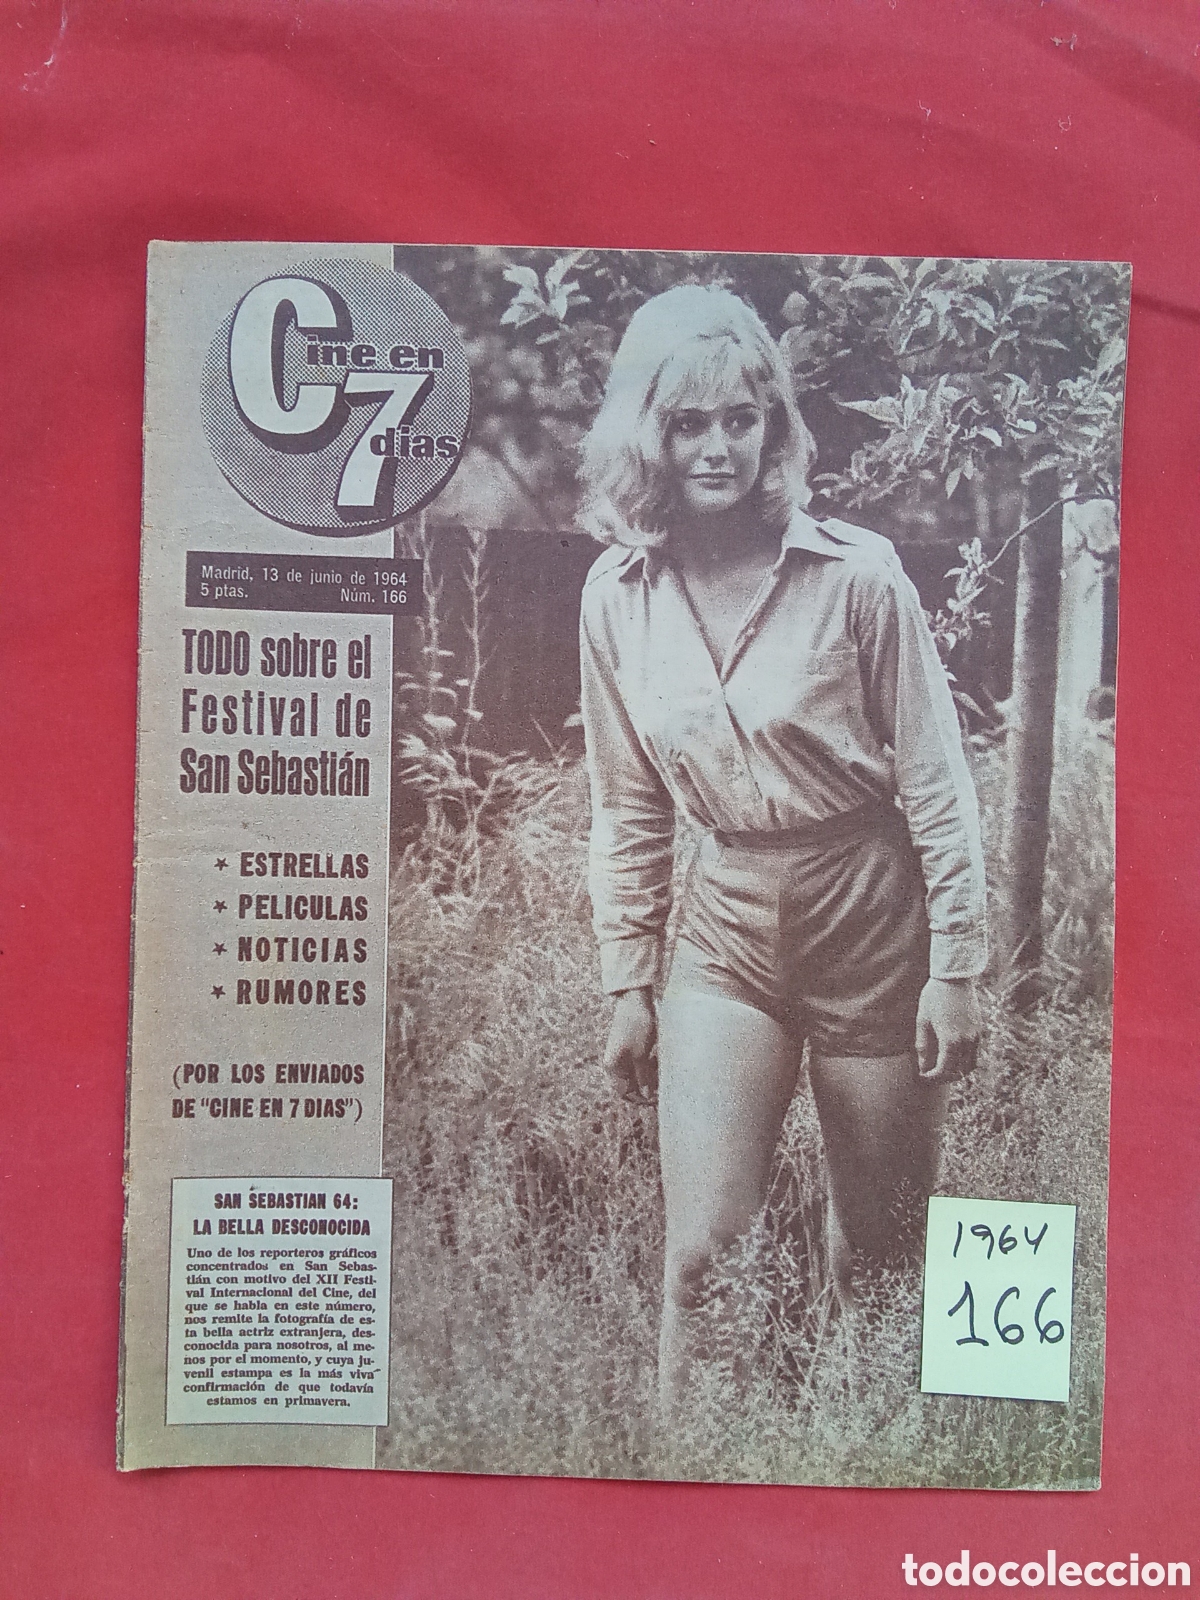 Cine en
7 dias
Madrid, 13 de junio de 1964
5 ptas. Núm. 166
TODO sobre el
Festival de
San Sebastián
★ ESTRELLAS
★ PELICULAS
★ NOTICIAS
★ RUMORES
(POR LOS ENVIADOS
DE "CINE EN 7 DIAS")
SAN SEBASTIAN 64:
LA BELLA DESCONOCIDA
Uno de los reporteros gráficos
concentrados en San Sebas-
tián con motivo del XII Festi-
val Internacional del Cine, del
que se habla en este número,
nos remite la fotografía de es-
ta bella actriz extranjera, des-
conocida para nosotros, al me-
nos por el momento, y cuya ju-
venil estampa es la más viva
confirmación de que todavía
estamos en primavera.
1964
166
todocoleccion